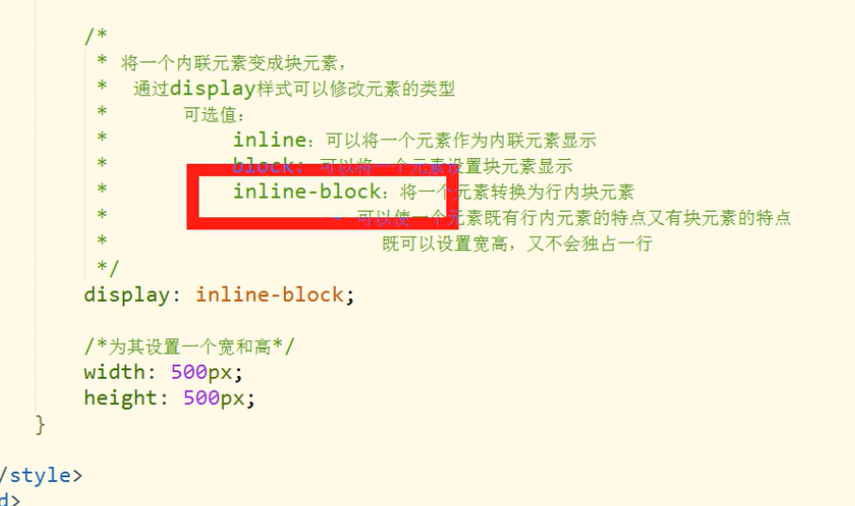 /*
* 将一个内联元素变成块元素，
* 通过display样式可以修改元素的类型
* 可选值：
* inline：可以将一个元素作为内联元素显示
* block: 可以将一个元素设置块元素显示
* inline-block：将一个元素转换为行内块元素
* - 可以使一个元素既有行内元素的特点又有块元素的特点
* 既可以设置宽高，又不会独占一行
*/
display: inline-block;
/*为其设置一个宽和高*/
width: 500px;
height: 500px;
}
/style>
d>